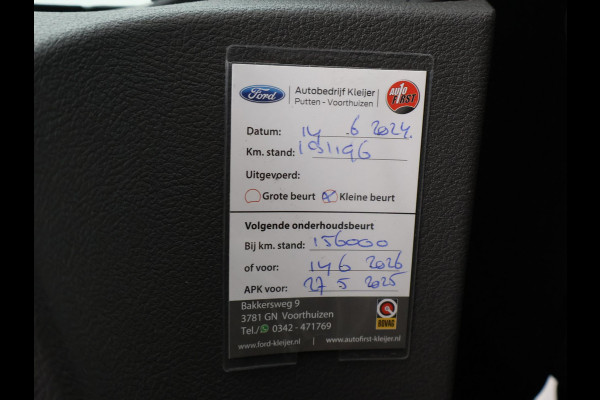 Ford
Autobedrijf Kleijer
Putten - Voorthuizen
AUTO FIRST
Datum: 14 .6 2024.
Km. stand:
Uitgevoerd:
Grote beurt Kleine beurt
Volgende onderhoudsbeurt
Bij km. stand: 156000
of voor: 14 6 2026
APK voor: 27 5 2025
Bakkersweg 9
3781 GN Voorthuizen
Tel./ 0342 - 471769
BOVAG
www.ford-kleijer.nl | www.autofirst-kleijer.nl